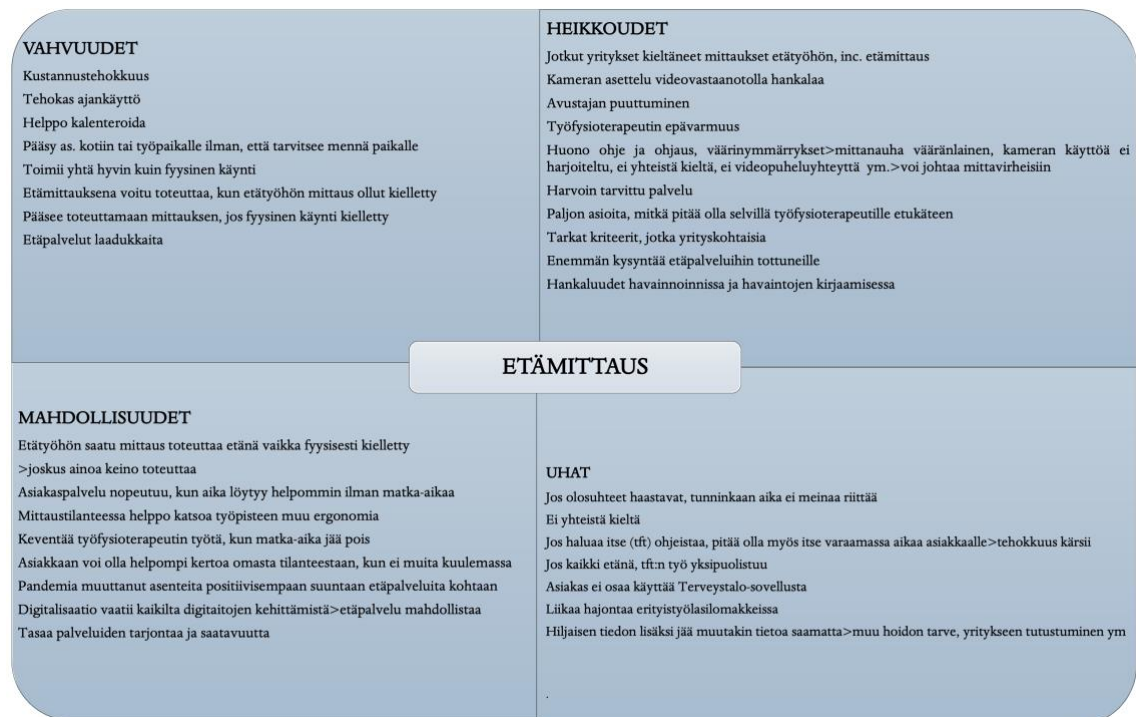 VAHVUUDET
Kustannustehokkuus
Tehokas ajankäyttö
Helppo kalenteroida
Pääsy as. kotiin tai työpaikalle ilman, että tarvitsee mennä paikalle
Toimii yhtä hyvin kuin fyysinen käynti
Etämittauksena voitu toteuttaa, kun etätyöhön mittaus ollut kielletty
Pääsee toteuttamaan mittauksen, jos fyysinen käynti kielletty
Etäpalvelut laadukkaita
HEIKKOUDET
Jotkut yritykset kieltäneet mittaukset etätyöhön, inc. etämittaus
Kameran asettelu videovastaanotolla hankalaa
Avustajan puuttuminen
Työfysioterapeutin epävarmuus
Huono ohje ja ohjaus, väärinymmärrykset>mittanauha vääränlainen, kameran käyttöä ei
harjoiteltu, ei yhteistä kieltä, ei videopuheluyhteyttä ym.>voi johtaa mittavirheisiin
Harvoin tarvittu palvelu
Paljon asioita, mitkä pitää olla selvillä työfysioterapeutille etukäteen
Tarkat kriteerit, jotka yrityskohtaisia
Enemmän kysyntää etäpalveluihin tottuneille
Hankaluudet havainnoinnissa ja havaintojen kirjaamisessa
ETÄMITTAUS
MAHDOLLISUUDET
Etätyöhön saatu mittaus toteuttaa etänä vaikka fyysisesti kielletty
>joskus ainoa keino toteuttaa
Asiakaspalvelu nopeutuu, kun aika löytyy helpommin ilman matka-aikaa
Mittaustilanteessa helppo katsoa työpisteen muu ergonomia
Keventää työfysioterapeutin työtä, kun matka-aika jää pois
Asiakkaan voi olla helpompi kertoa omasta tilanteestaan, kun ei muita kuulemassa
Pandemia muuttanut asenteita positiivisempaan suuntaan etäpalveluita kohtaan
Digitalisaatio vaatii kaikilta digitaitojen kehittämistä>etäpalvelu mahdollistaa
Tasaa palveluiden tarjontaa ja saatavuutta
UHAT
Jos olosuhteet haastavat, tunninkaan aika ei meinaa riittää
Ei yhteistä kieltä
Jos haluaa itse (tft) ohjeistaa, pitää olla myös itse varaamassa aikaa asiakkaalle>tehokkuus kärsii
Jos kaikki etänä, tft:n työ yksipuolistuu
Asiakas ei osaa käyttää Terveystalo-sovellusta
Liikaa hajontaa erityistyölasilomakkeissa
Hiljaisen tiedon lisäksi jää muutakin tietoa saamatta>muu hoidon tarve, yritykseen tutustuminen ym
.